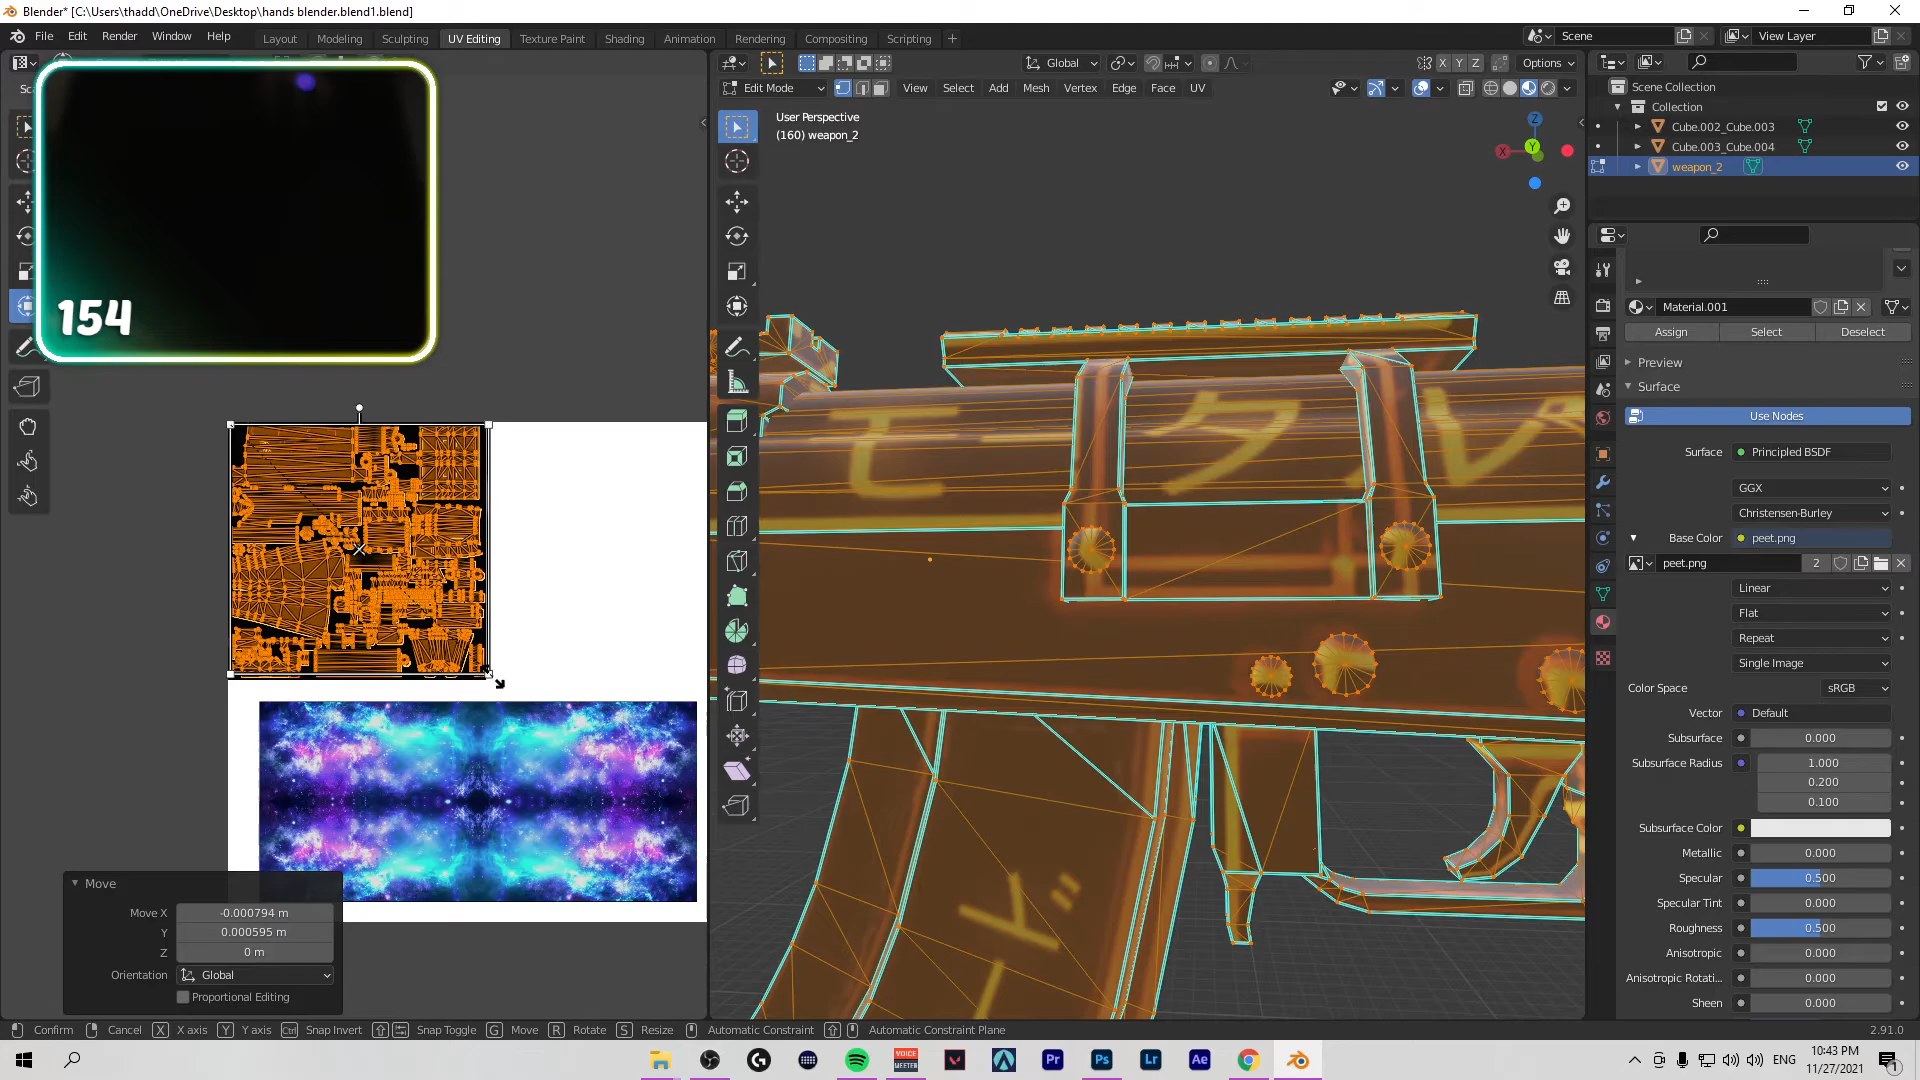 Blender* [C:\Users\thadd\OneDrive\Desktop\hands blender.blend1.blend]
File Edit Render Window Help Layout Modeling Sculpting UV Editing Texture Paint Shading Animation Rendering Compositing Scripting + Scene View Layer
Global Options
X Y Z
Edit Mode View Select Add Mesh Vertex Edge Face UV
User Perspective
(160) weapon_2
Scene Collection
Collection
Cube.002_Cube.003
Cube.003_Cube.004
weapon_2
Z
Y
X
154
Material.001
Assign Select Deselect
Preview
Surface
Use Nodes
Surface Principled BSDF
GGX
Christensen-Burley
Base Color peet.png
peet.png 2
Linear
Flat
Repeat
Single Image
Color Space sRGB
Vector Default
Subsurface 0.000
Subsurface Radius 1.000
0.200
0.100
Subsurface Color
Metallic 0.000
Specular 0.500
Specular Tint 0.000
Roughness 0.500
Anisotropic 0.000
Anisotropic Rotati... 0.000
Sheen 0.000
Move
Move X -0.000794 m
Y 0.000595 m
Z 0 m
Orientation Global
Proportional Editing
Confirm Cancel X X axis Y Y axis Ctrl Snap Invert Snap Toggle G Move R Rotate S Resize Automatic Constraint Automatic Constraint Plane 2.91.0
VOICE MEETER Pr Ps Lr Ae ENG 10:43 PM
11/27/2021